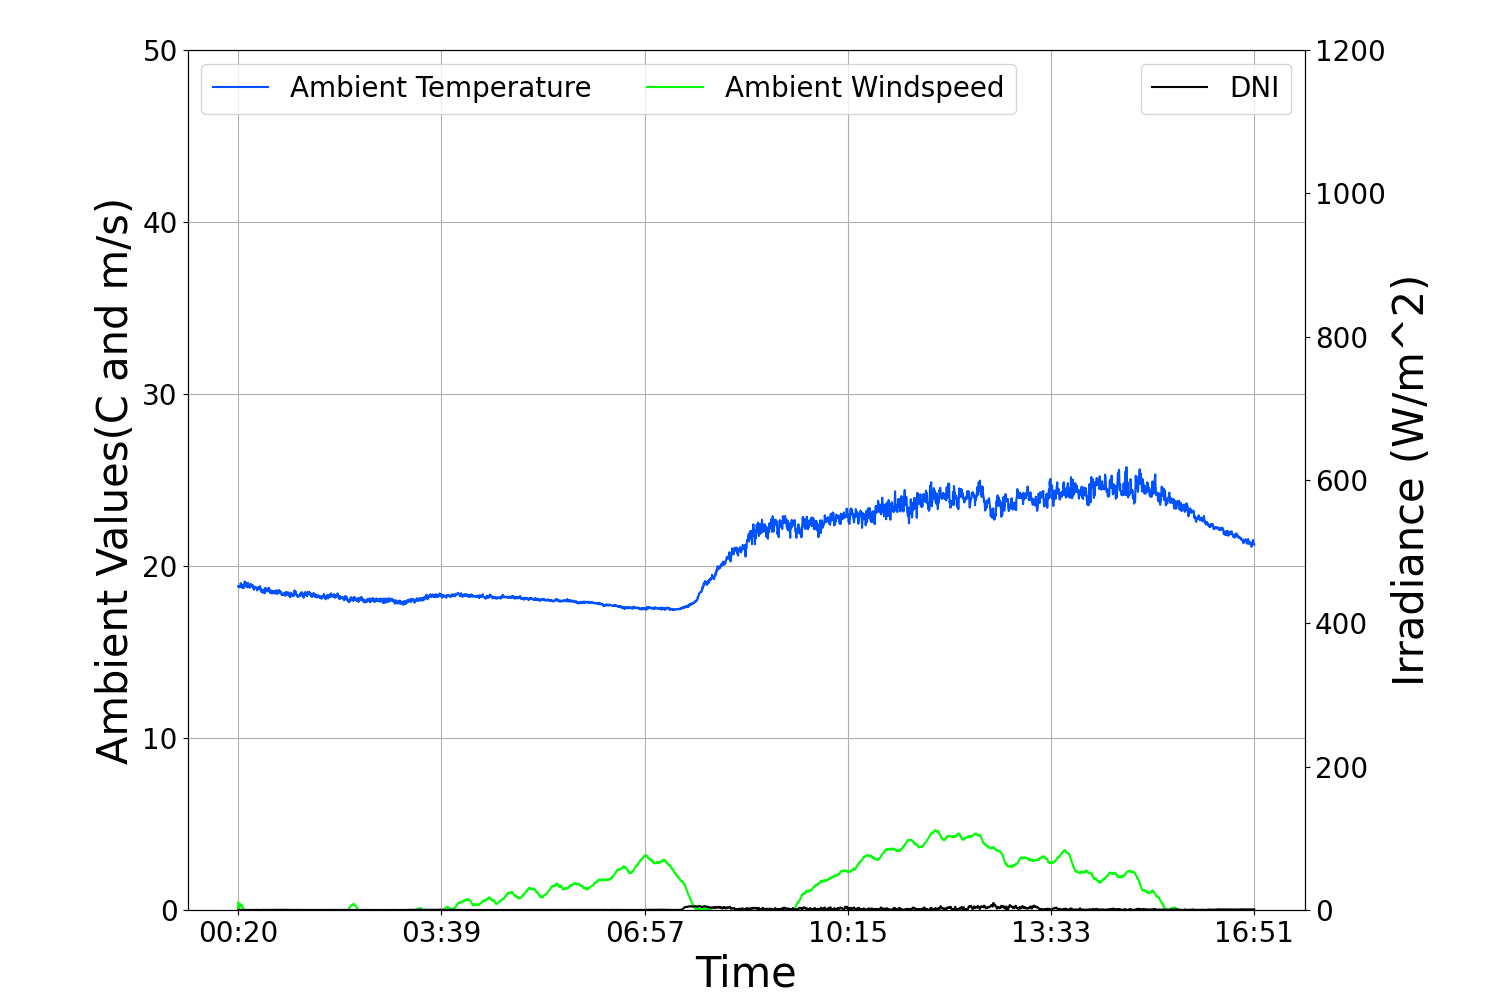 Ambient Temperature
Ambient Windspeed
DNI
50
40
30
20
10
0
Ambient Values(C and m/s)
1200
1000
800
600
400
200
0
Irradiance (W/m^2)
00:20 03:39 06:57 10:15 13:33 16:51
Time